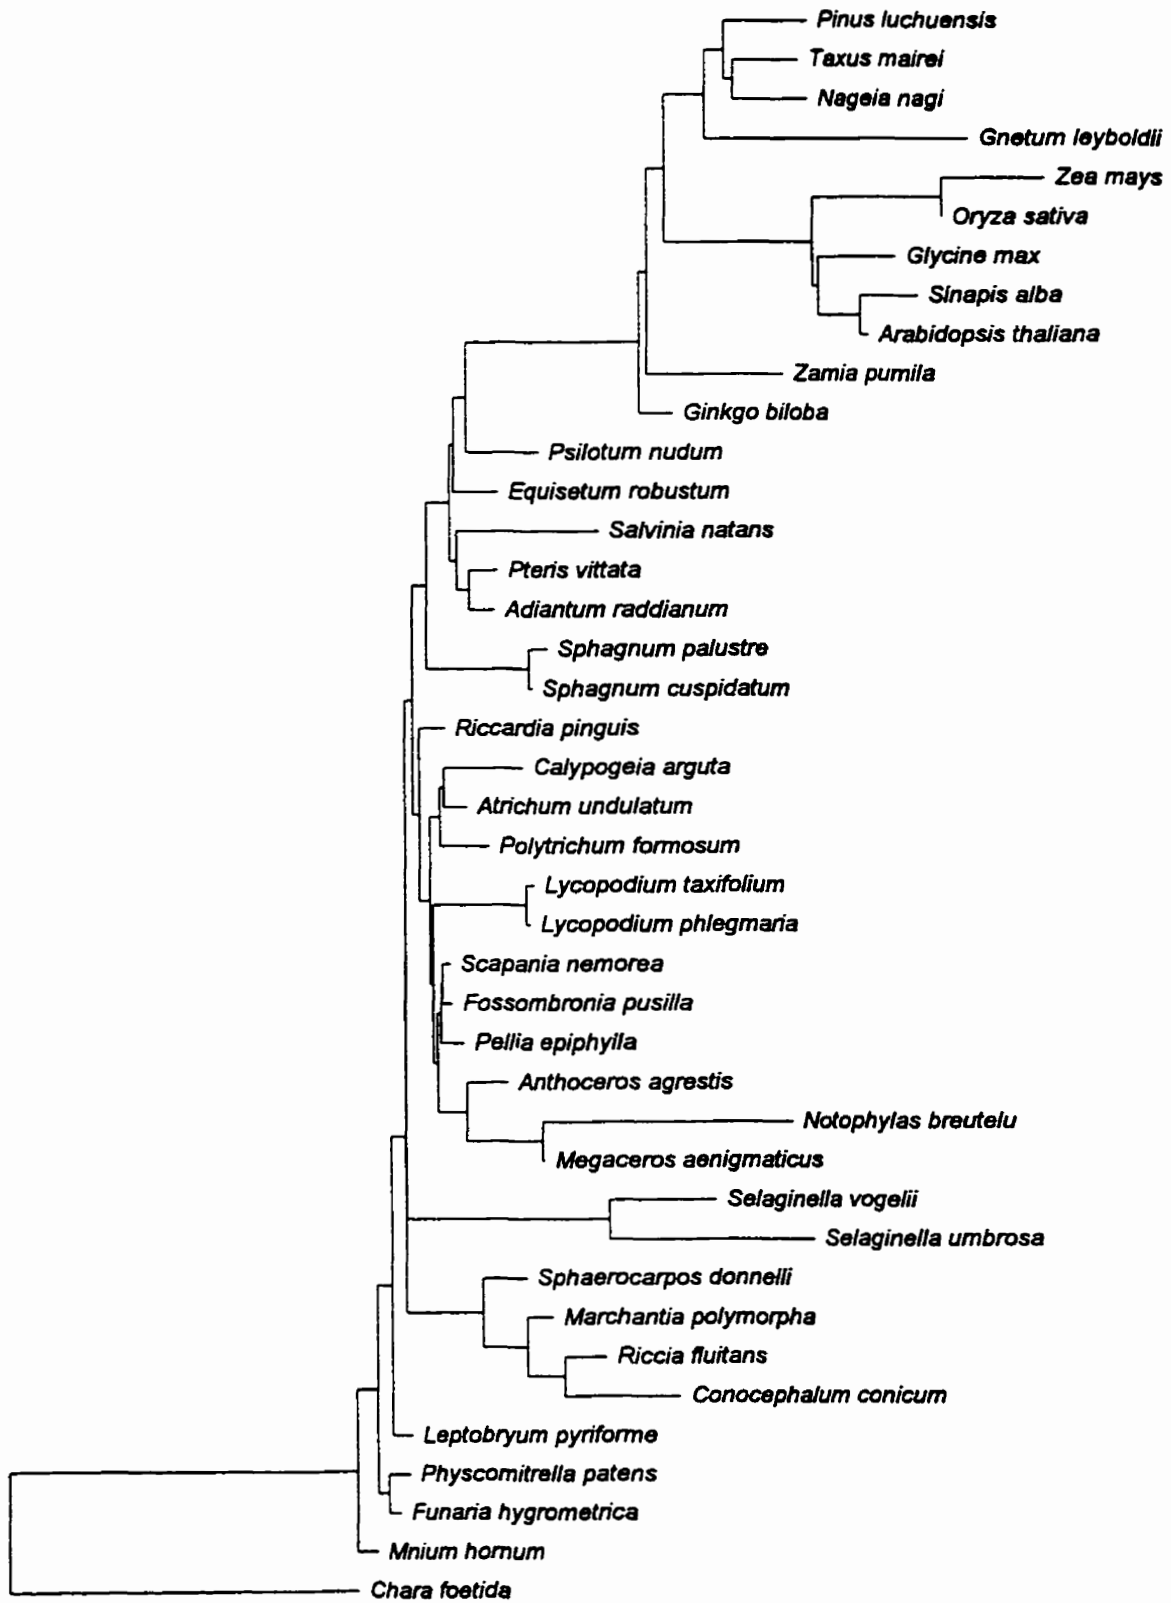 Pinus luchuensis
Taxus mairei
Nageia nagi
Gnetum leyboldii
Zea mays
Oryza sativa
Glycine max
Sinapis alba
Arabidopsis thaliana
Zamia pumila
Ginkgo biloba
Psilotum nudum
Equisetum robustum
Salvinia natans
Pteris vittata
Adiantum raddianum
Sphagnum palustre
Sphagnum cuspidatum
Riccardia pinguis
Calypogeia arguta
Atrichum undulatum
Polytrichum formosum
Lycopodium taxifolium
Lycopodium phlegmaria
Scapania nemorea
Fossombronia pusilla
Pellia epiphylla
Anthoceros agrestis
Notophylas breutelu
Megaceros aenigmaticus
Selaginella vogelii
Selaginella umbrosa
Sphaerocarpos donnelli
Marchantia polymorpha
Riccia fluitans
Conocephalum conicum
Leptobryum pyriforme
Physcomitrella patens
Funaria hygrometrica
Mnium hornum
Chara foetida